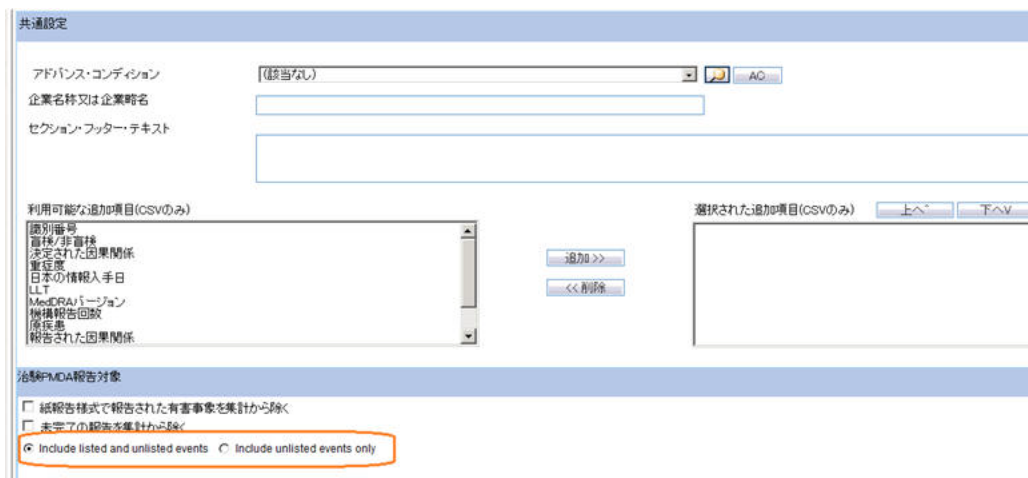 共通設定
アドバンス・コンディション
(該当なし)
AC
企業名称又は企業略名
セクション・フッター・テキスト
利用可能な追加項目(CSVのみ)
選択された追加項目(CSVのみ)
上へ^
下へV
識別番号
盲検/非盲検
決定された因果関係
重症度
日本の情報入手日
LLT
MedDRAバージョン
機構報告回数
原疾患
報告された因果関係
追加 >>
<< 削除
治験PMDA報告対象
紙報告様式で報告された有害事象を集計から除く
未完了の報告を集計から除く
Include listed and unlisted events
Include unlisted events only